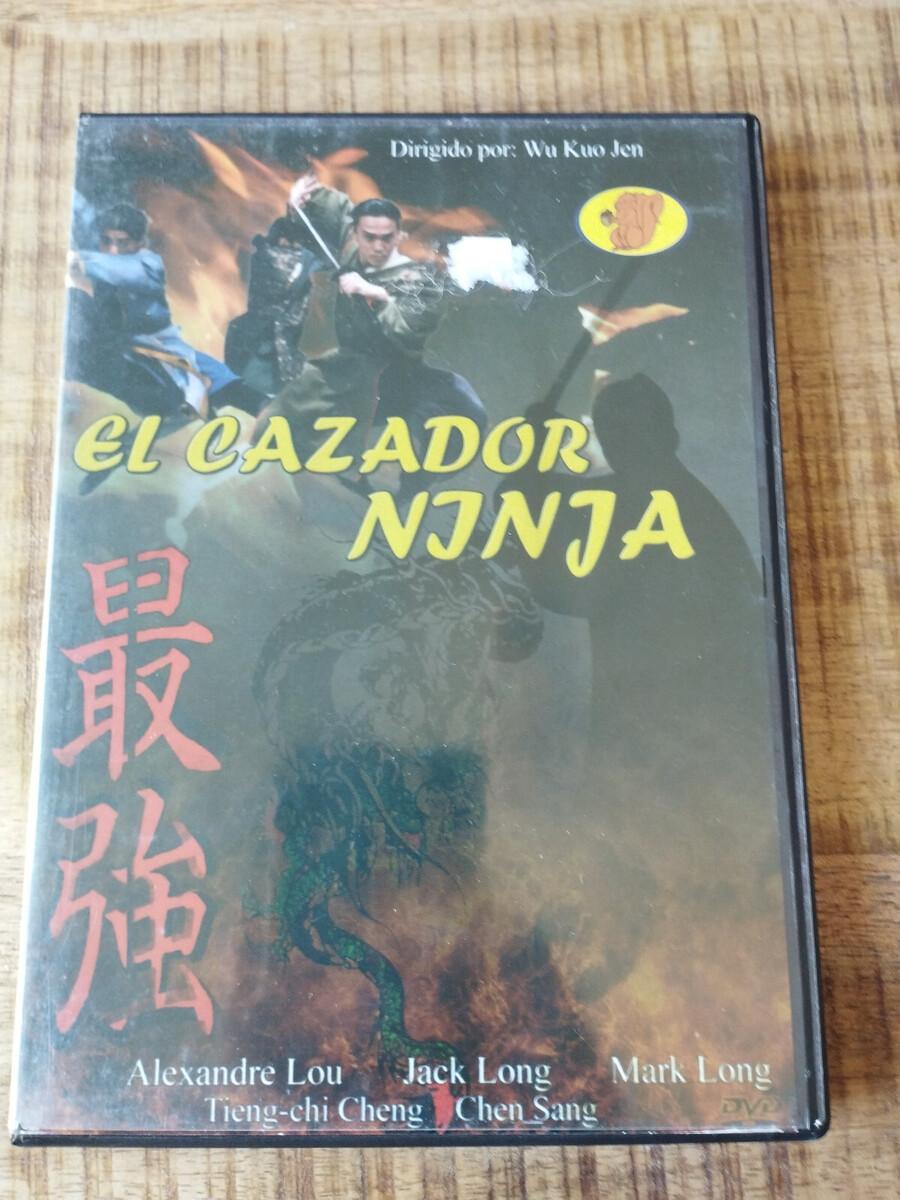 Dirigido por: Wu Kuo Jen
EL CAZADOR
NINJA
最
強
Alexandre Lou Jack Long Mark Long
Tieng-chi Cheng Chen Sang
DVD